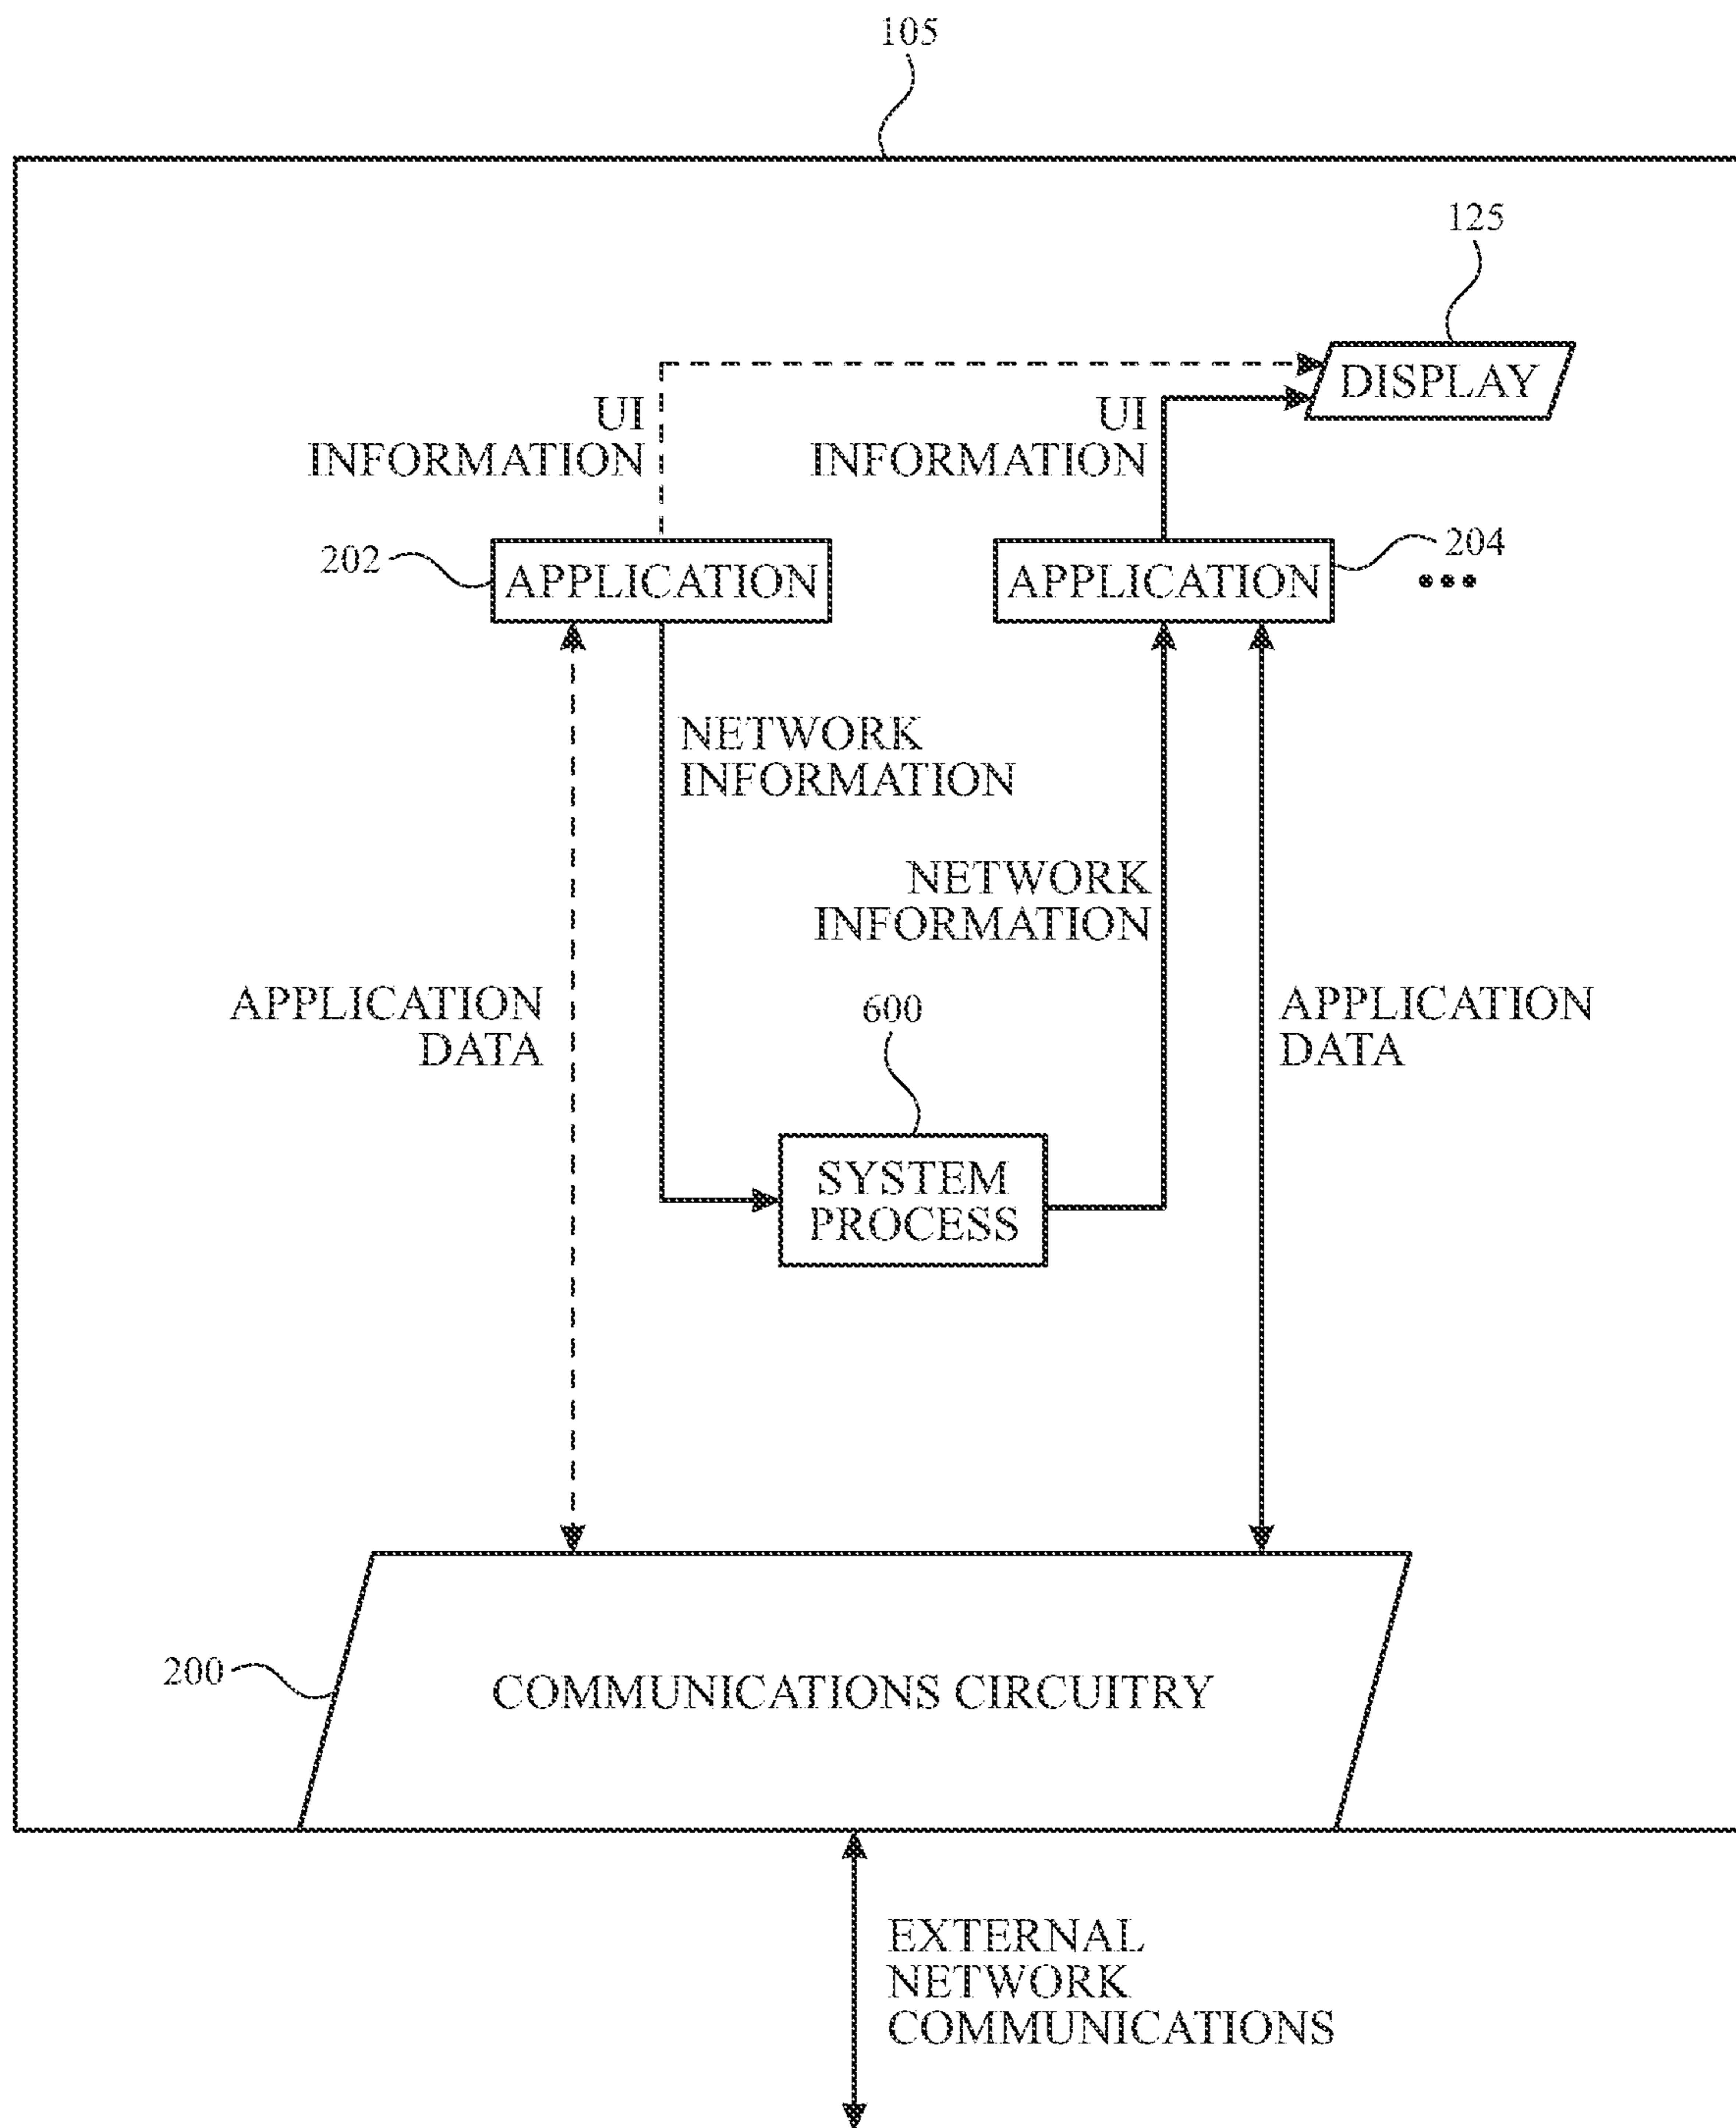 105
125
DISPLAY
UI
INFORMATION
UI
INFORMATION
202
APPLICATION
APPLICATION
204
NETWORK
INFORMATION
NETWORK
INFORMATION
APPLICATION
DATA
600
APPLICATION
DATA
SYSTEM
PROCESS
200
COMMUNICATIONS CIRCUITRY
EXTERNAL
NETWORK
COMMUNICATIONS